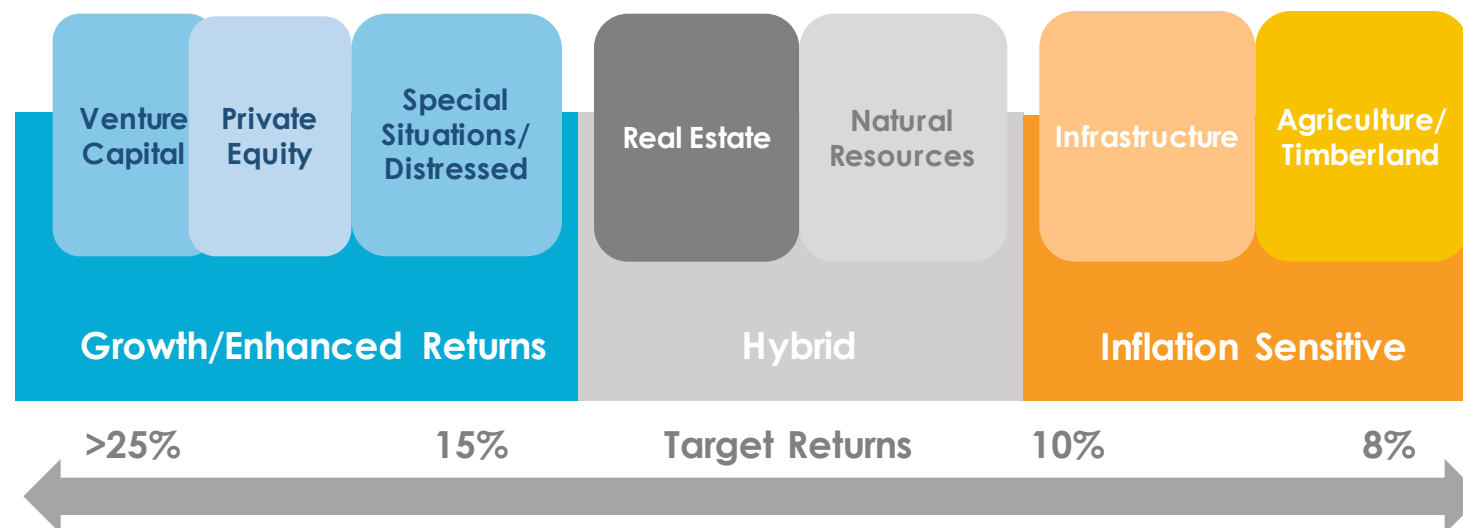 Venture
Capital
Private
Equity
Special
Situations/
Distressed
Real Estate
Natural
Resources
Infrastructure
Agriculture/
Timberland
Growth/Enhanced Returns
Hybrid
Inflation Sensitive
>25%
15%
Target Returns
10%
8%